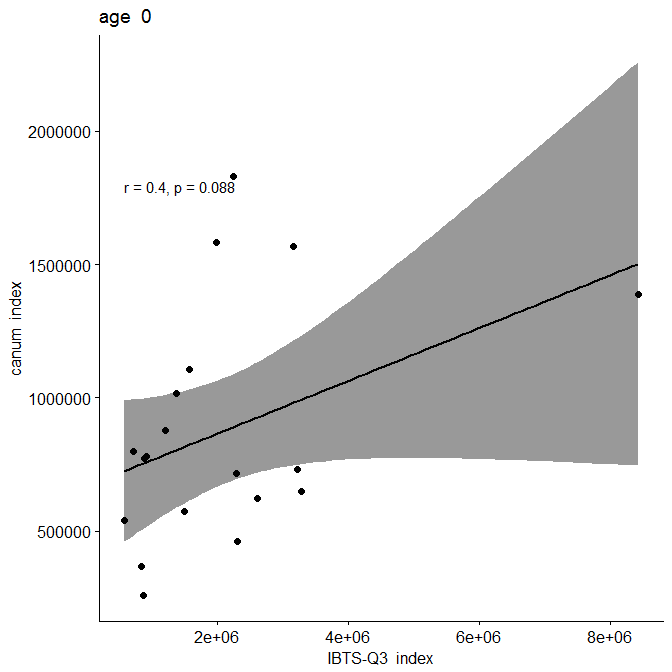 age 0
2000000
r = 0.4, p = 0.088
1500000
1000000
500000
canum index
2e+06 4e+06 6e+06 8e+06
IBTS-Q3 index